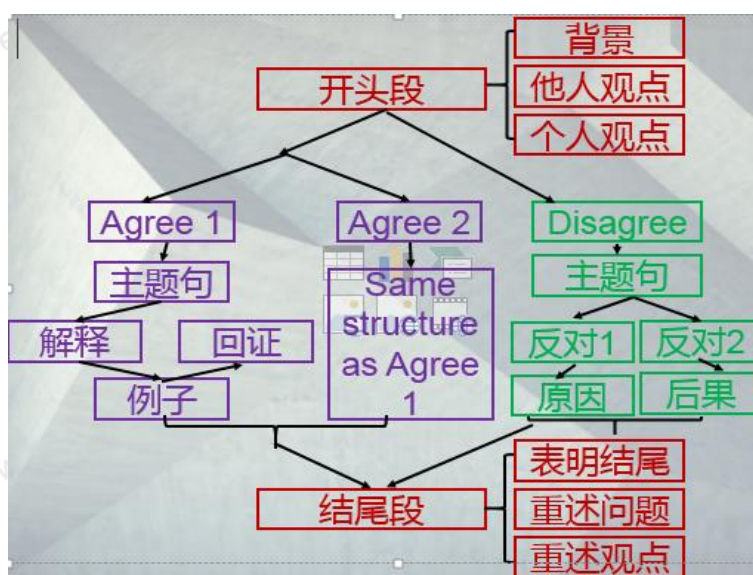 背景
开头段
他人观点
个人观点
Agree 1
Agree 2
Disagree
主题句
Same
structure
as Agree
1
主题句
解释
回证
例子
反对1
反对2
原因
后果
表明结尾
结尾段
重述问题
重述观点